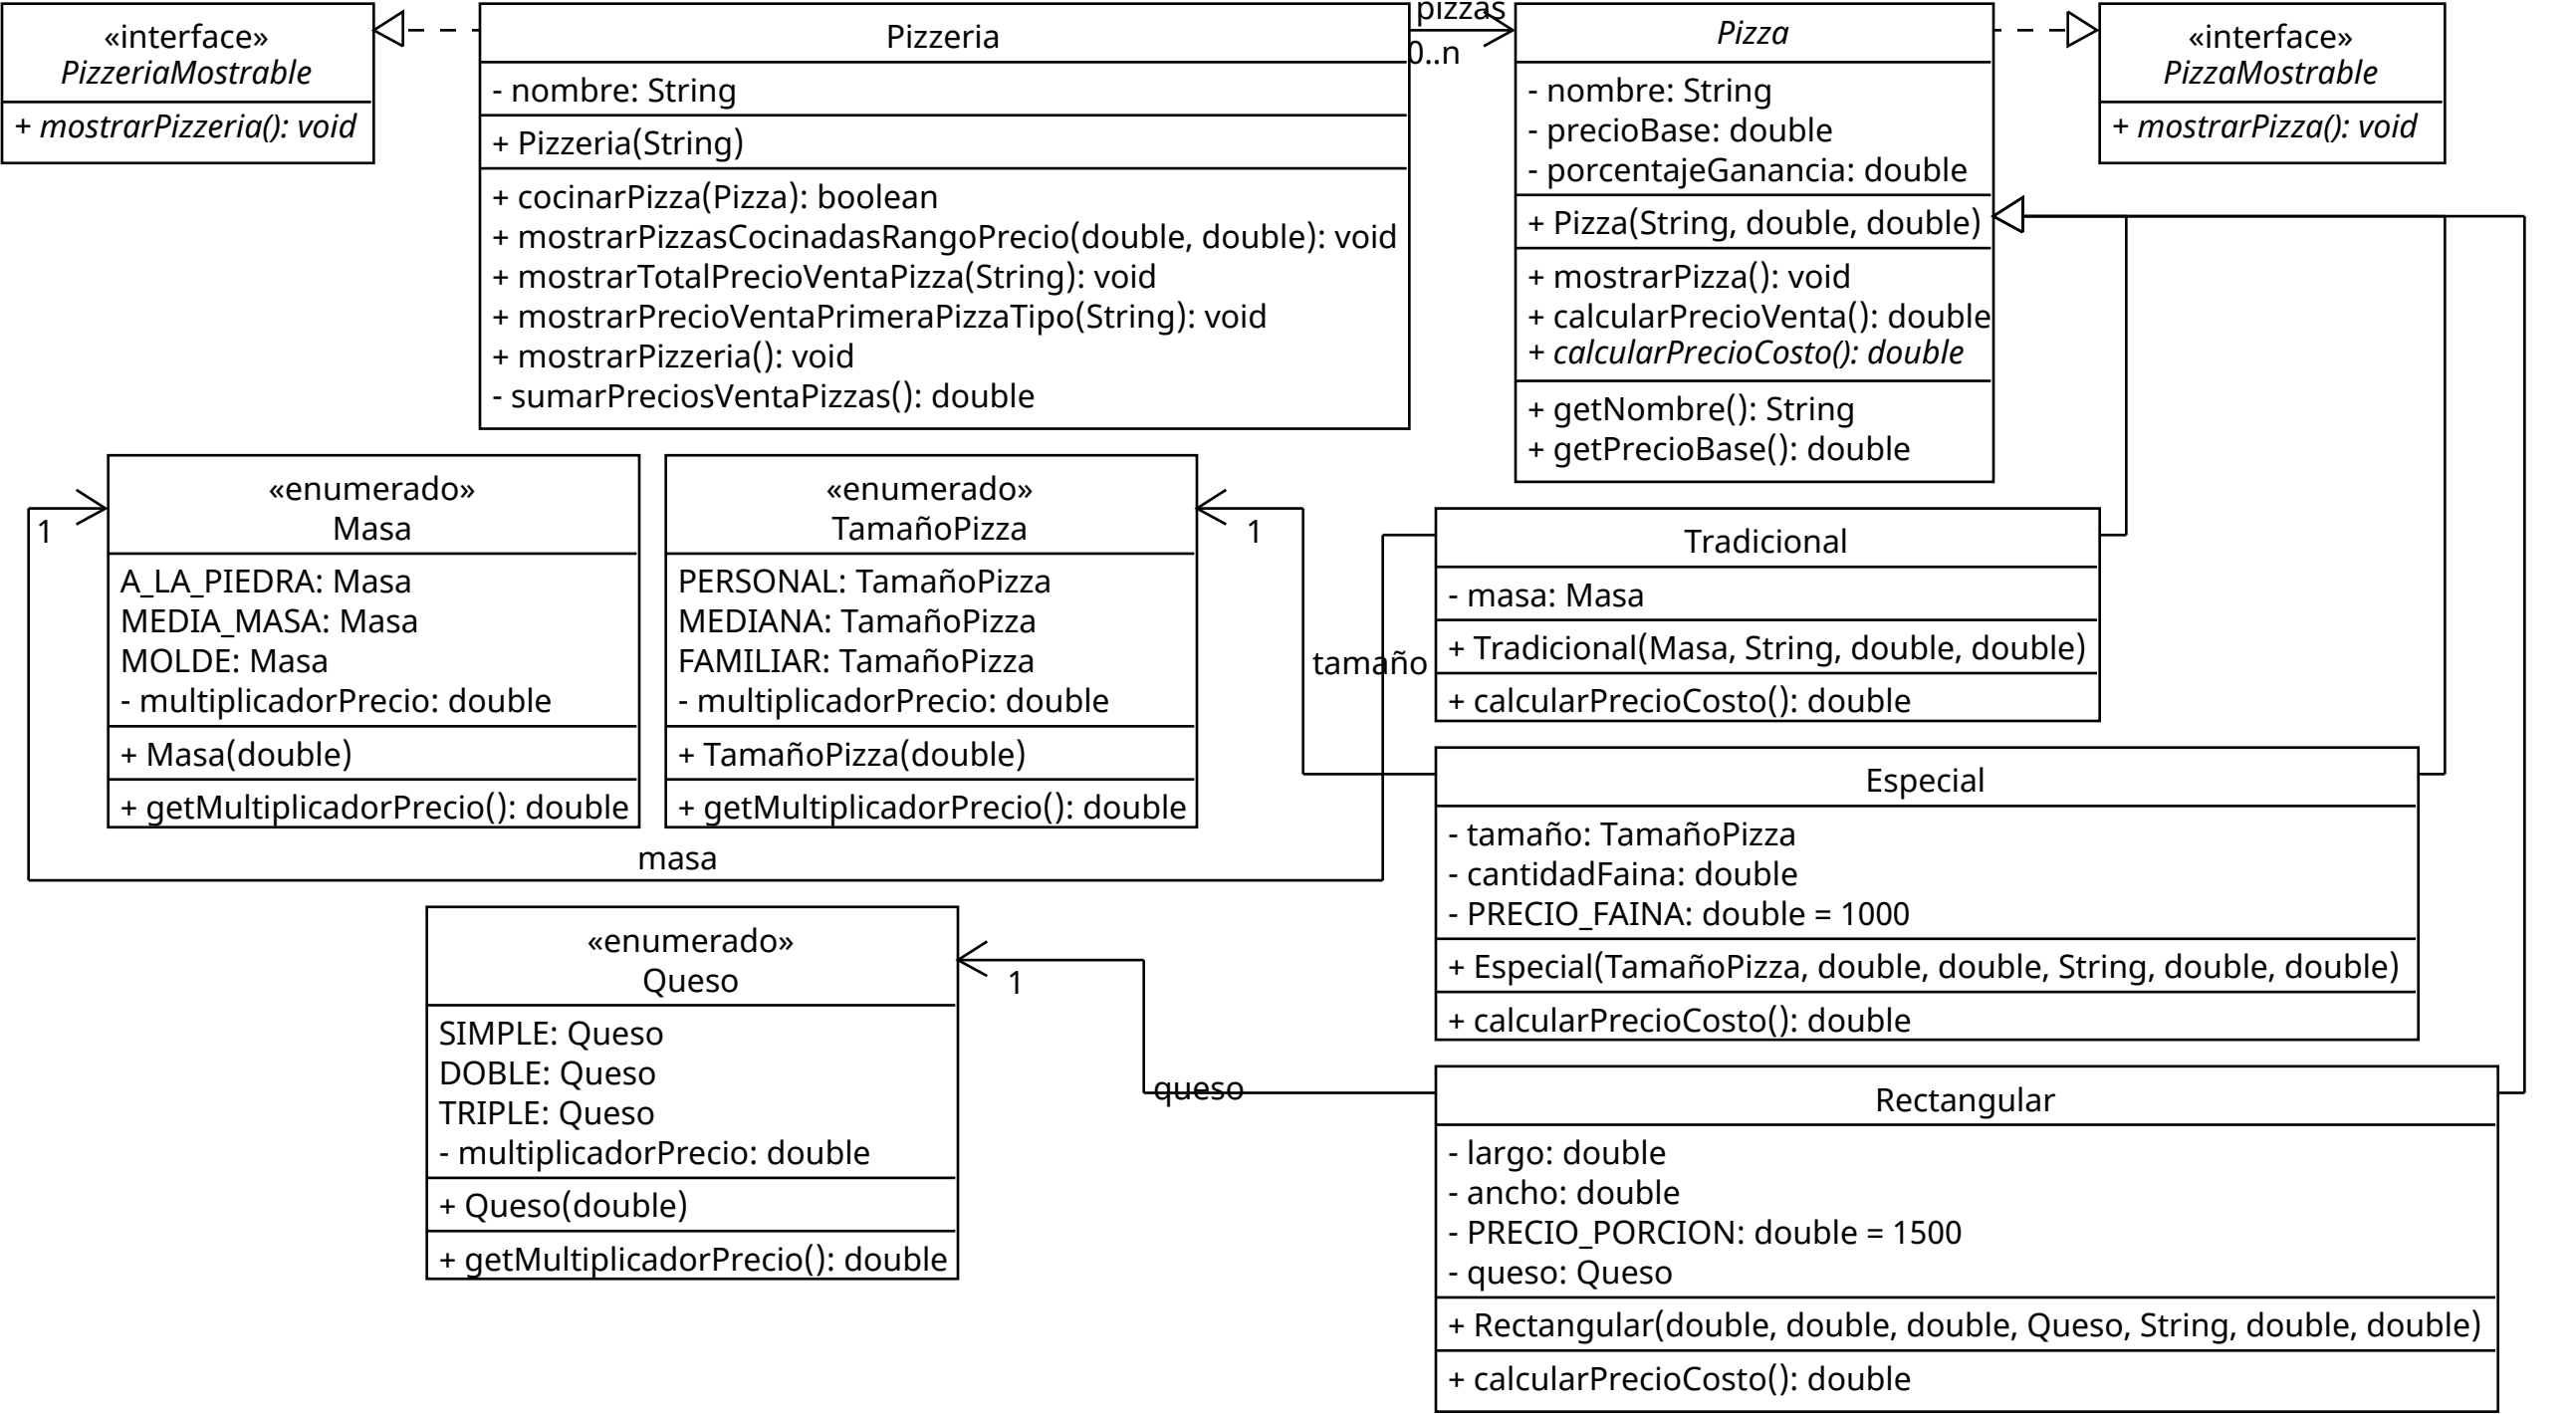 «interface»
PizzeriaMostrable
+ mostrarPizzeria(): void
Pizzeria
- nombre: String
+ Pizzeria(String)
+ cocinarPizza(Pizza): boolean
+ mostrarPizzasCocinadasRangoPrecio(double, double): void
+ mostrarTotalPrecioVentaPizza(String): void
+ mostrarPrecioVentaPrimeraPizzaTipo(String): void
+ mostrarPizzeria(): void
- sumarPreciosVentaPizzas(): double
pizzas
0..n
Pizza
- nombre: String
- precioBase: double
- porcentajeGanancia: double
+ Pizza(String, double, double)
+ mostrarPizza(): void
+ calcularPrecioVenta(): double
+ calcularPrecioCosto(): double
+ getNombre(): String
+ getPrecioBase(): double
«interface»
PizzaMostrable
+ mostrarPizza(): void
1
«enumerado»
Masa
A_LA_PIEDRA: Masa
MEDIA_MASA: Masa
MOLDE: Masa
- multiplicadorPrecio: double
+ Masa(double)
+ getMultiplicadorPrecio(): double
«enumerado»
TamañoPizza
PERSONAL: TamañoPizza
MEDIANA: TamañoPizza
FAMILIAR: TamañoPizza
- multiplicadorPrecio: double
+ TamañoPizza(double)
+ getMultiplicadorPrecio(): double
1
tamaño
Tradicional
- masa: Masa
+ Tradicional(Masa, String, double, double)
+ calcularPrecioCosto(): double
masa
Especial
- tamaño: TamañoPizza
- cantidadFaina: double
- PRECIO_FAINA: double = 1000
+ Especial(TamañoPizza, double, double, String, double, double)
+ calcularPrecioCosto(): double
«enumerado»
Queso
SIMPLE: Queso
DOBLE: Queso
TRIPLE: Queso
- multiplicadorPrecio: double
+ Queso(double)
+ getMultiplicadorPrecio(): double
1
queso
Rectangular
- largo: double
- ancho: double
- PRECIO_PORCION: double = 1500
- queso: Queso
+ Rectangular(double, double, double, Queso, String, double, double)
+ calcularPrecioCosto(): double